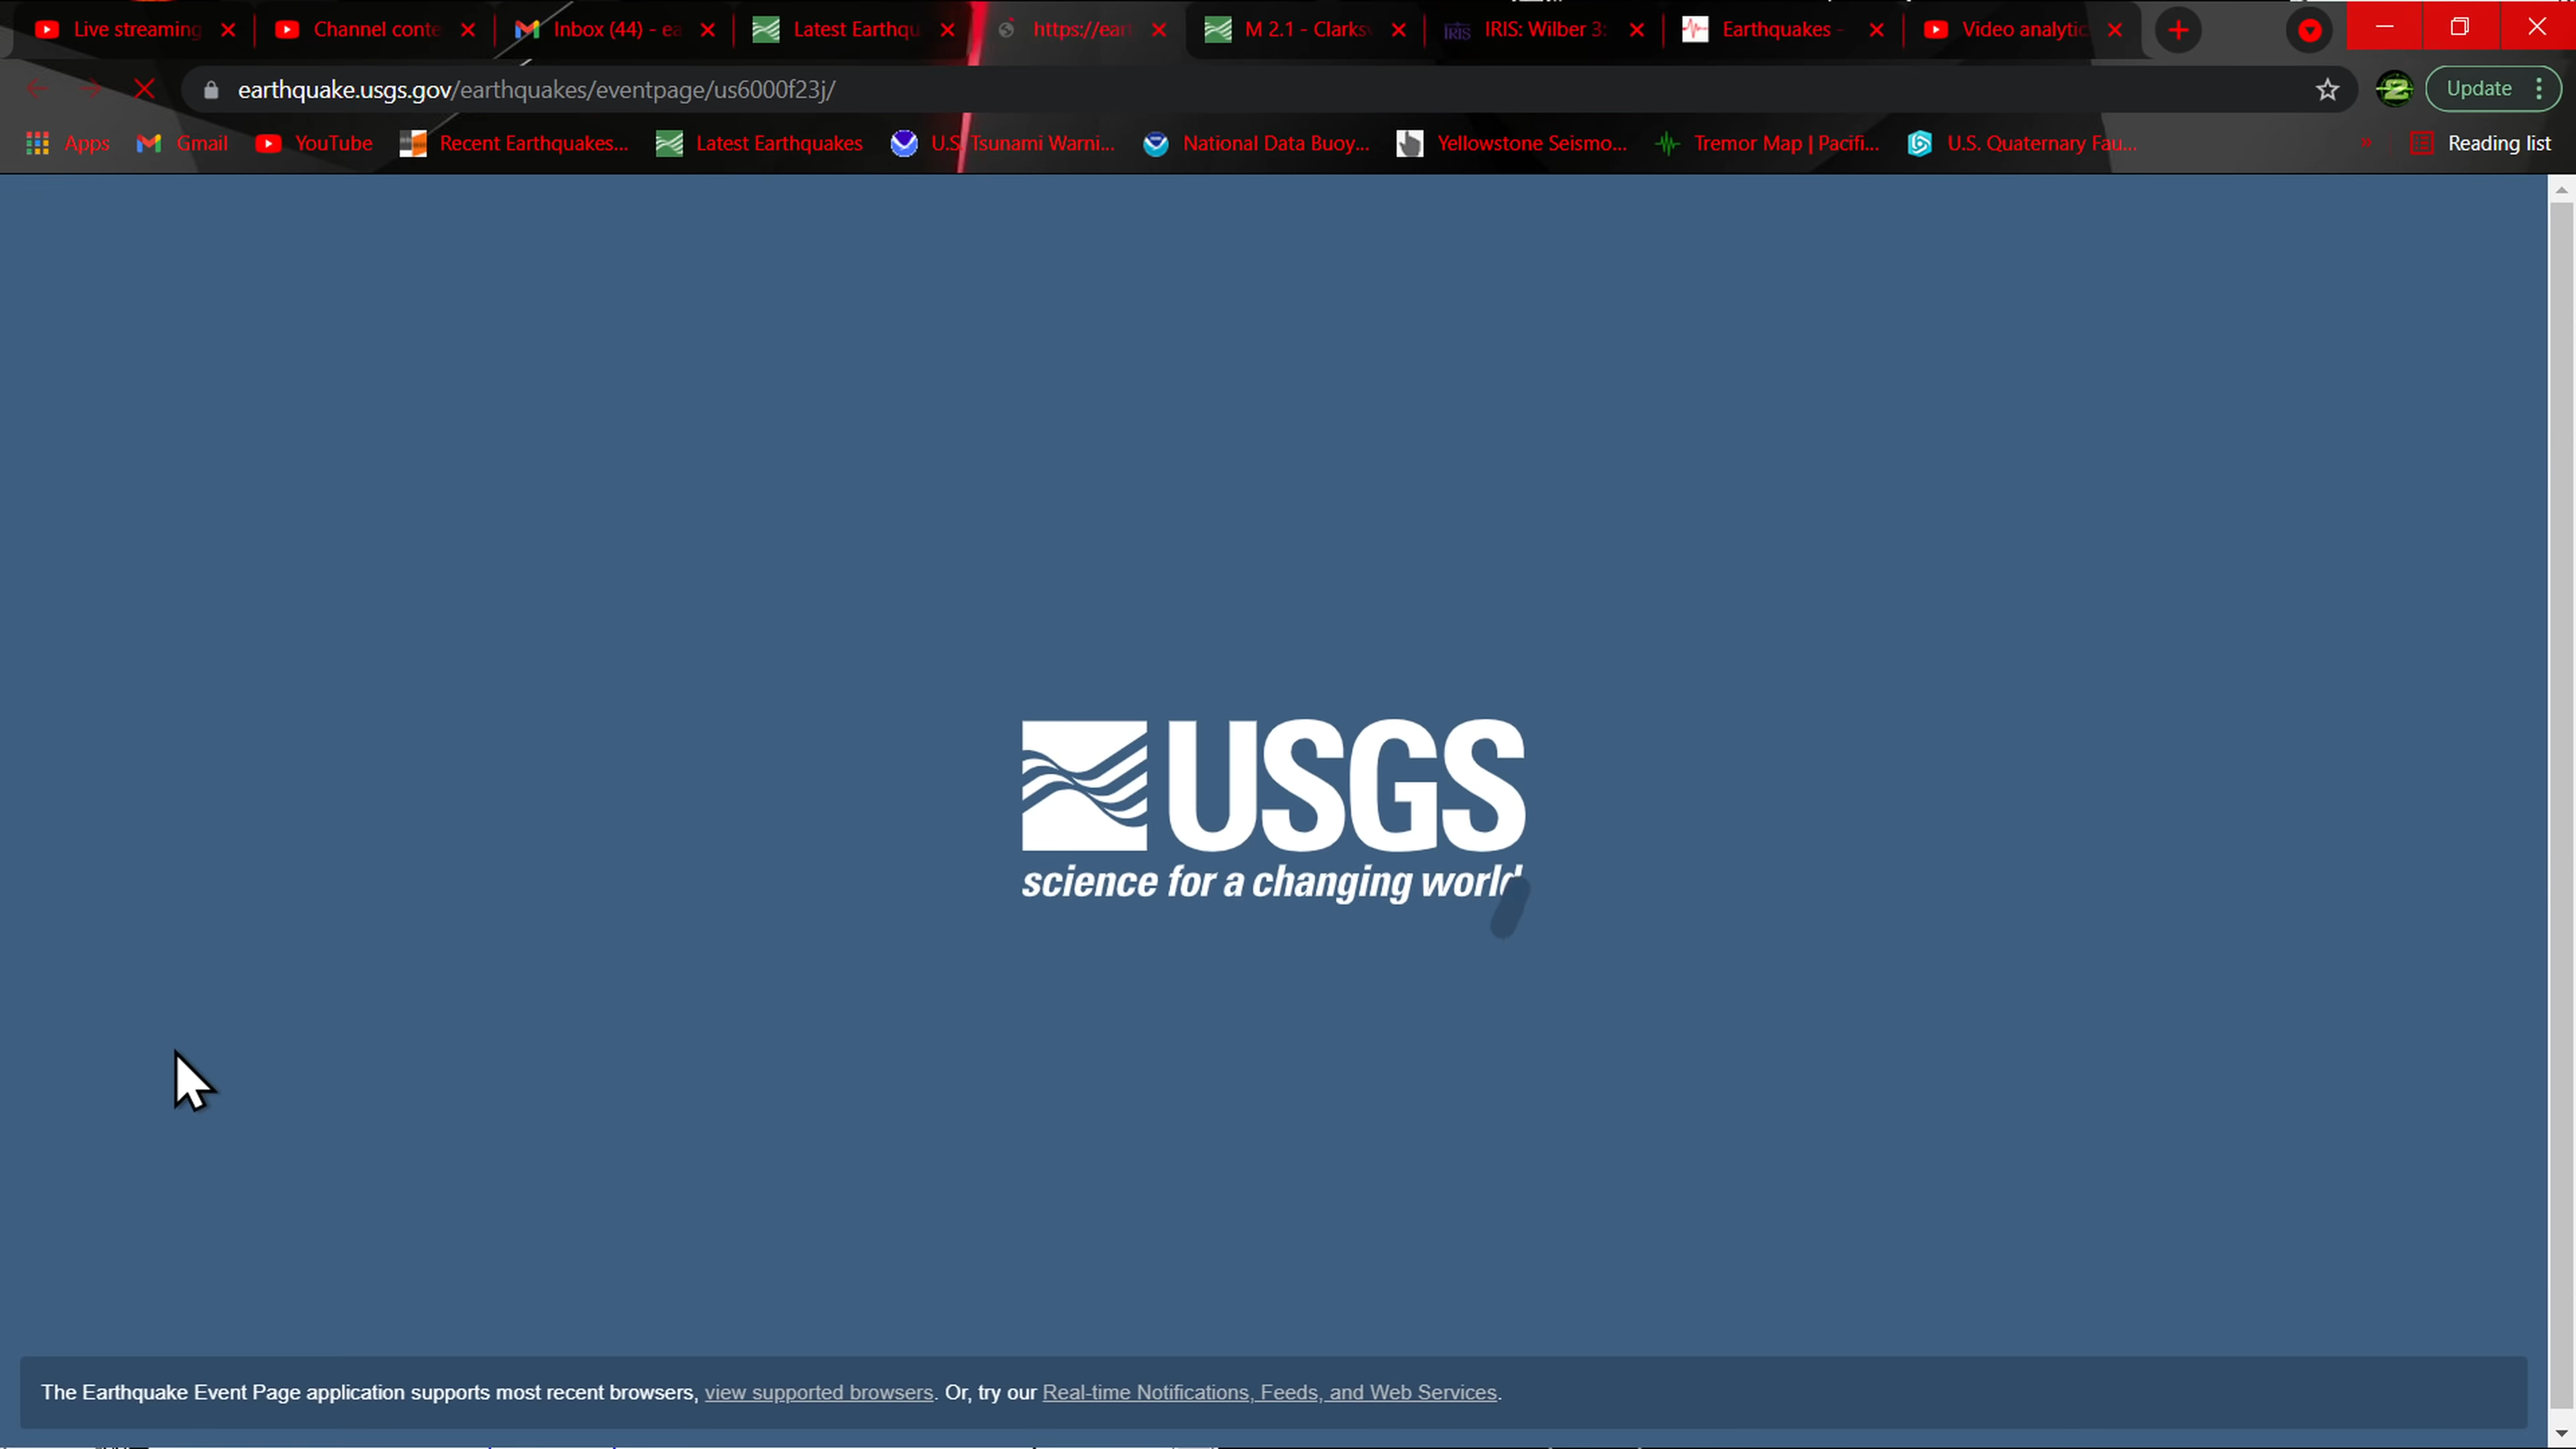 Live streaming
Channel conte
Inbox (44) - ea
Latest Earthqu
https://ear
M 2.1 - Clarks
IRIS
IRIS: Wilber 3:
Earthquakes -
Video analytic
earthquake.usgs.gov/earthquakes/eventpage/us6000f23j/
Update
Apps
Gmail
YouTube
Recent Earthquakes...
Latest Earthquakes
U.S. Tsunami Warni...
National Data Buoy...
Yellowstone Seismo...
Tremor Map | Pacifi...
U.S. Quaternary Fau...
»
Reading list
USGS
science for a changing world
The Earthquake Event Page application supports most recent browsers, view supported browsers. Or, try our Real-time Notifications, Feeds, and Web Services.